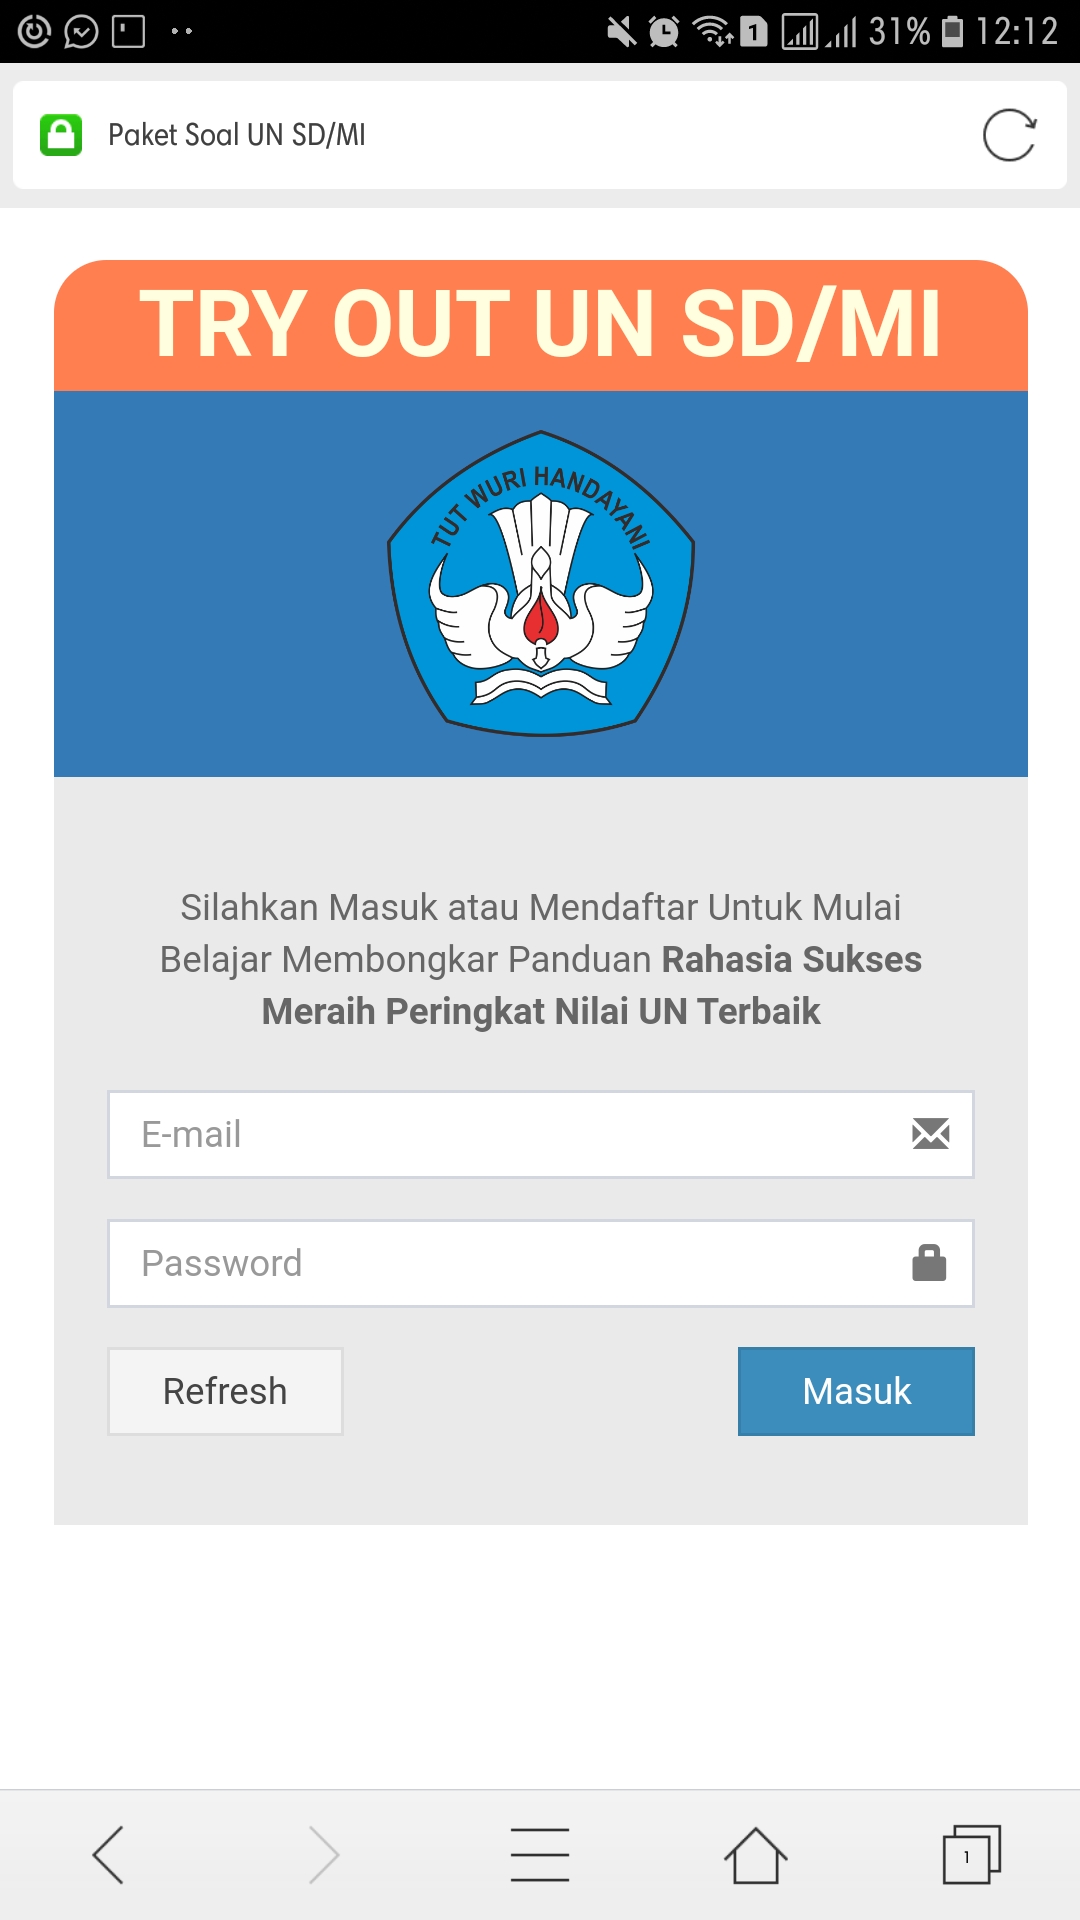 31% 12:12
Paket Soal UN SD/MI
TRY OUT UN SD/MI
TUT WURI HANDAYANI
Silahkan Masuk atau Mendaftar Untuk Mulai
Belajar Membongkar Panduan Rahasia Sukses
Meraih Peringkat Nilai UN Terbaik
E-mail
Password
Refresh Masuk
1